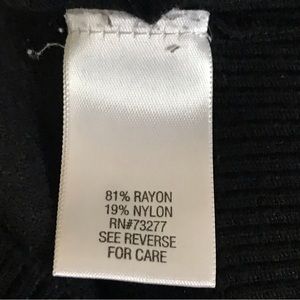 81% RAYON
19% NYLON
RN#73277
SEE REVERSE
FOR CARE